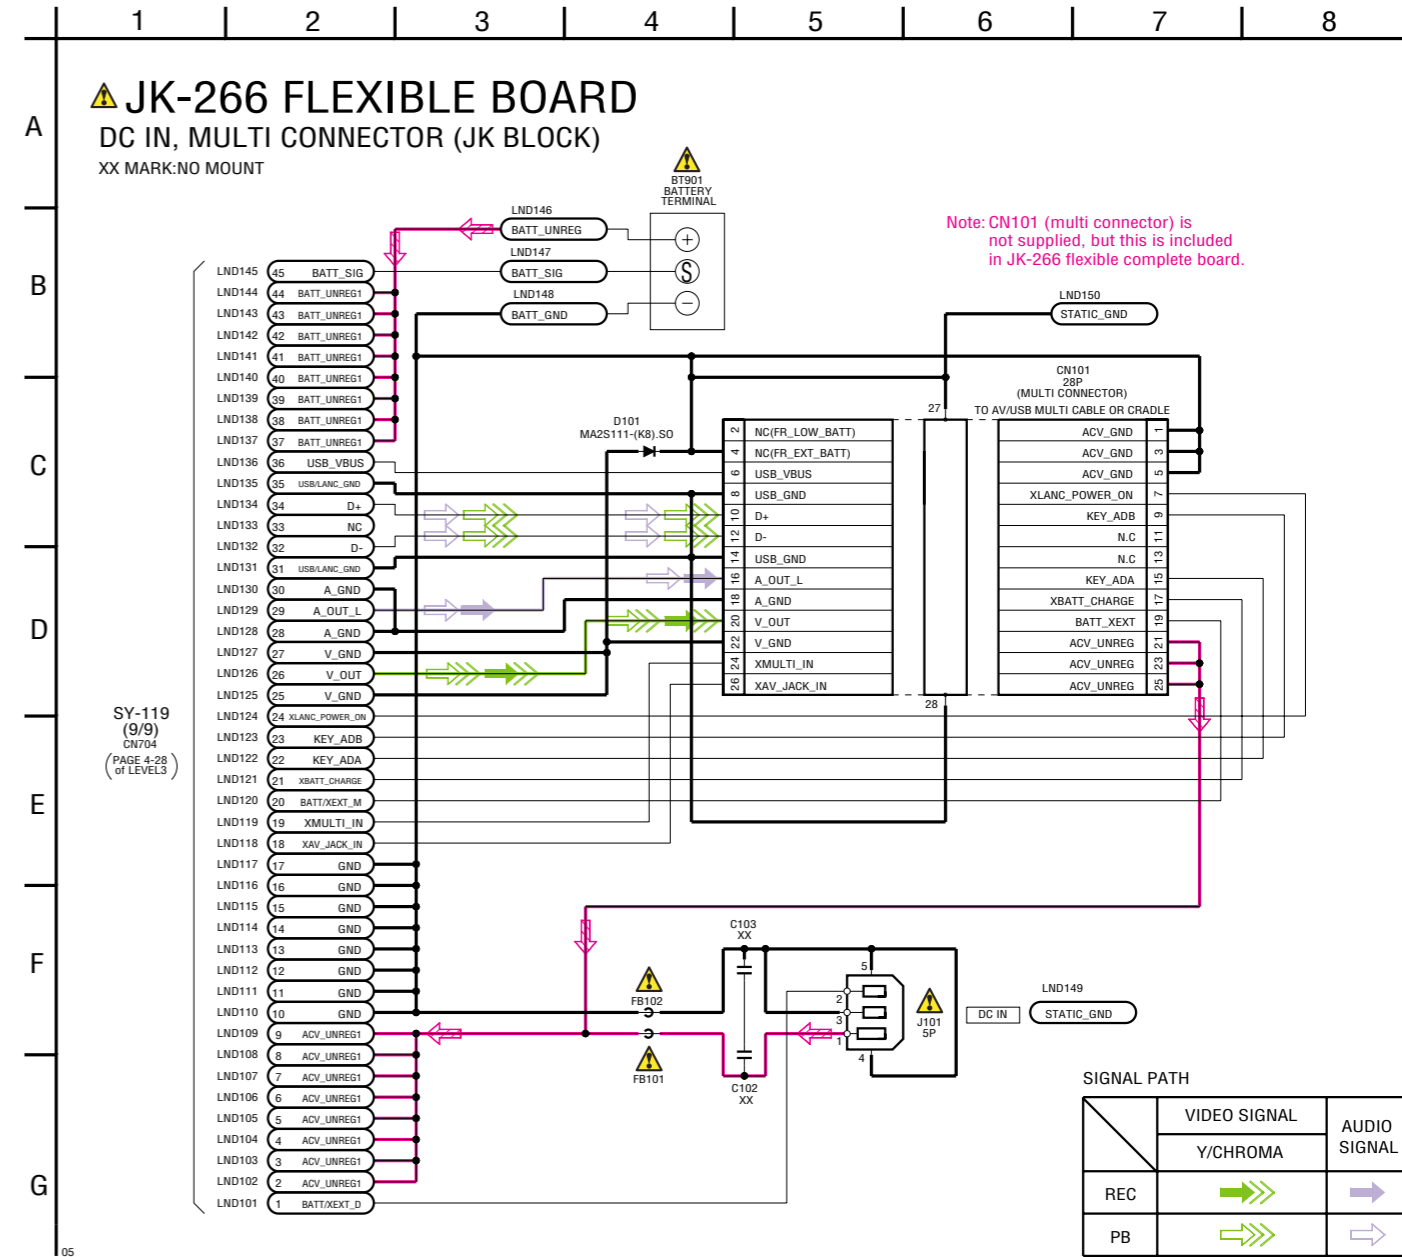 1 2 3 4 5 6 7 8
A
B
C
D
E
F
G
JK-266 FLEXIBLE BOARD
DC IN, MULTI CONNECTOR (JK BLOCK)
XX MARK:NO MOUNT
BT901
BATTERY
TERMINAL
LND146
BATT_UNREG
LND147
BATT_SIG
LND148
BATT_GND
+
S
−
Note: CN101 (multi connector) is
not supplied, but this is included
in JK-266 flexible complete board.
LND150
STATIC_GND
SY-119
(9/9)
CN704
(PAGE 4-28
of LEVEL3)
LND145 45 BATT_SIG
LND144 44 BATT_UNREG1
LND143 43 BATT_UNREG1
LND142 42 BATT_UNREG1
LND141 41 BATT_UNREG1
LND140 40 BATT_UNREG1
LND139 39 BATT_UNREG1
LND138 38 BATT_UNREG1
LND137 37 BATT_UNREG1
LND136 36 USB_VBUS
LND135 35 USB/LANC_GND
LND134 34 D+
LND133 33 NC
LND132 32 D-
LND131 31 USB/LANC_GND
LND130 30 A_GND
LND129 29 A_OUT_L
LND128 28 A_GND
LND127 27 V_GND
LND126 26 V_OUT
LND125 25 V_GND
LND124 24 XLANC_POWER_ON
LND123 23 KEY_ADB
LND122 22 KEY_ADA
LND121 21 XBATT_CHARGE
LND120 20 BATT/XEXT_M
LND119 19 XMULTI_IN
LND118 18 XAV_JACK_IN
LND117 17 GND
LND116 16 GND
LND115 15 GND
LND114 14 GND
LND113 13 GND
LND112 12 GND
LND111 11 GND
LND110 10 GND
LND109 9 ACV_UNREG1
LND108 8 ACV_UNREG1
LND107 7 ACV_UNREG1
LND106 6 ACV_UNREG1
LND105 5 ACV_UNREG1
LND104 4 ACV_UNREG1
LND103 3 ACV_UNREG1
LND102 2 ACV_UNREG1
LND101 1 BATT/XEXT_D
D101
MA2S111-(K8).SO
CN101
28P
(MULTI CONNECTOR)
TO AV/USB MULTI CABLE OR CRADLE
27
2 NC(FR_LOW_BATT)
4 NC(FR_EXT_BATT)
6 USB_VBUS
8 USB_GND
10 D+
12 D-
14 USB_GND
16 A_OUT_L
18 A_GND
20 V_OUT
22 V_GND
24 XMULTI_IN
26 XAV_JACK_IN
28
ACV_GND 1
ACV_GND 3
ACV_GND 5
XLANC_POWER_ON 7
KEY_ADB 9
N.C 11
N.C 13
KEY_ADA 15
XBATT_CHARGE 17
BATT_XEXT 19
ACV_UNREG 21
ACV_UNREG 23
ACV_UNREG 25
C103
XX
FB102
FB101
C102
XX
5
2
3
1
4
J101
5P
DC IN
LND149
STATIC_GND
SIGNAL PATH
VIDEO SIGNAL
Y/CHROMA
AUDIO
SIGNAL
REC
PB
05